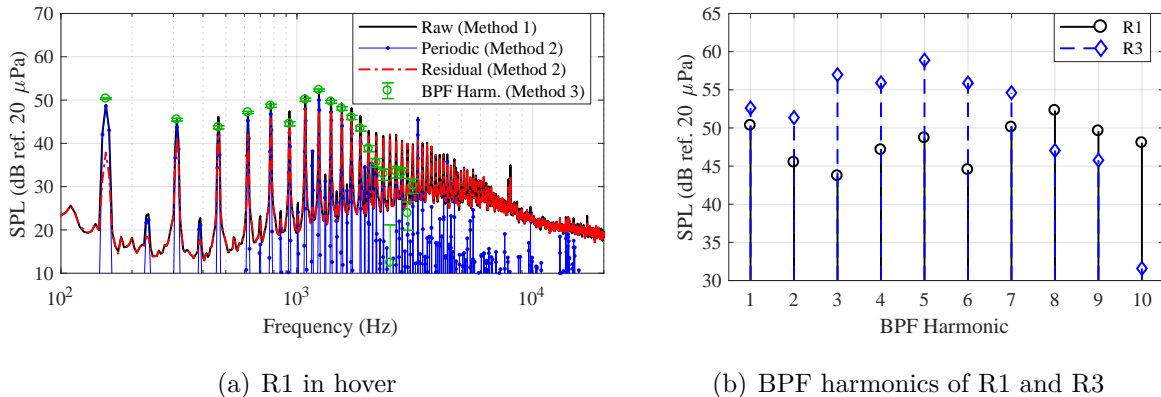 SPL (dB ref. 20 μPa)
70
60
50
40
30
20
10
10^2
10^3
10^4
Frequency (Hz)
Raw (Method 1)
Periodic (Method 2)
Residual (Method 2)
BPF Harm. (Method 3)
(a) R1 in hover
SPL (dB ref. 20 μPa)
65
60
55
50
45
40
35
30
1 2 3 4 5 6 7 8 9 10
BPF Harmonic
R1
R3
(b) BPF harmonics of R1 and R3